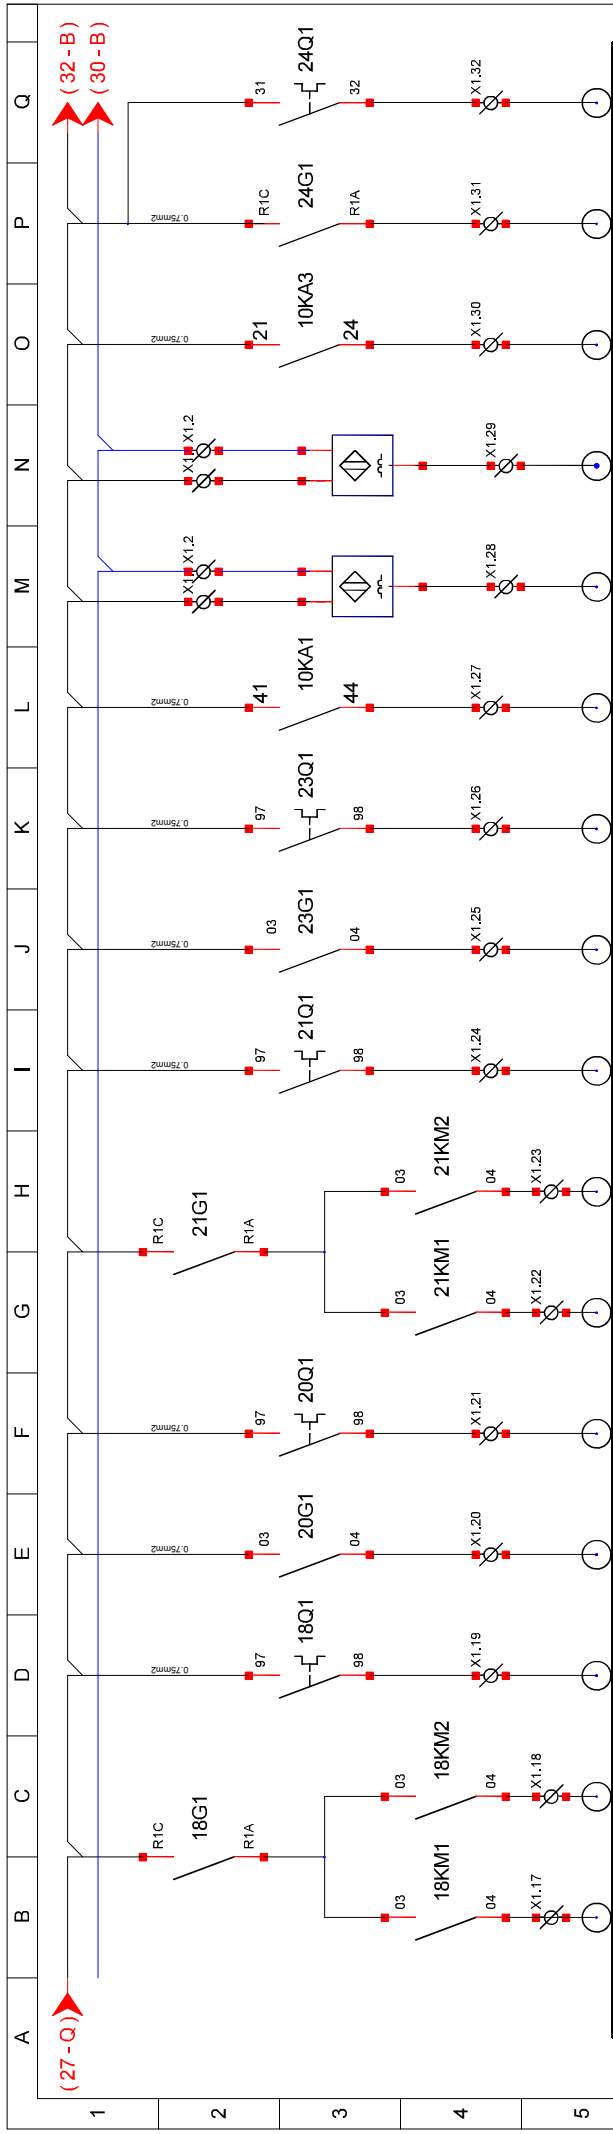 A B C D E F G H I J K L M N O P Q
1
2
3
4
5
( 27 - Q )
( 32 - B )
( 30 - B )
R1C
18G1
R1A
03
18KM1
04
X1.17
03
18KM2
04
X1.18
0.75mm2
97
18Q1
98
X1.19
0.75mm2
03
20G1
04
X1.20
0.75mm2
97
20Q1
98
X1.21
R1C
21G1
R1A
03
21KM1
04
X1.22
03
21KM2
04
X1.23
0.75mm2
97
21Q1
98
X1.24
0.75mm2
03
23G1
04
X1.25
0.75mm2
97
23Q1
98
X1.26
0.75mm2
41
10KA1
44
X1.27
X1.2
X1.28
X1.2
X1.29
0.75mm2
21
10KA3
24
X1.30
0.75mm2
R1C
24G1
R1A
X1.31
31
24Q1
32
X1.32